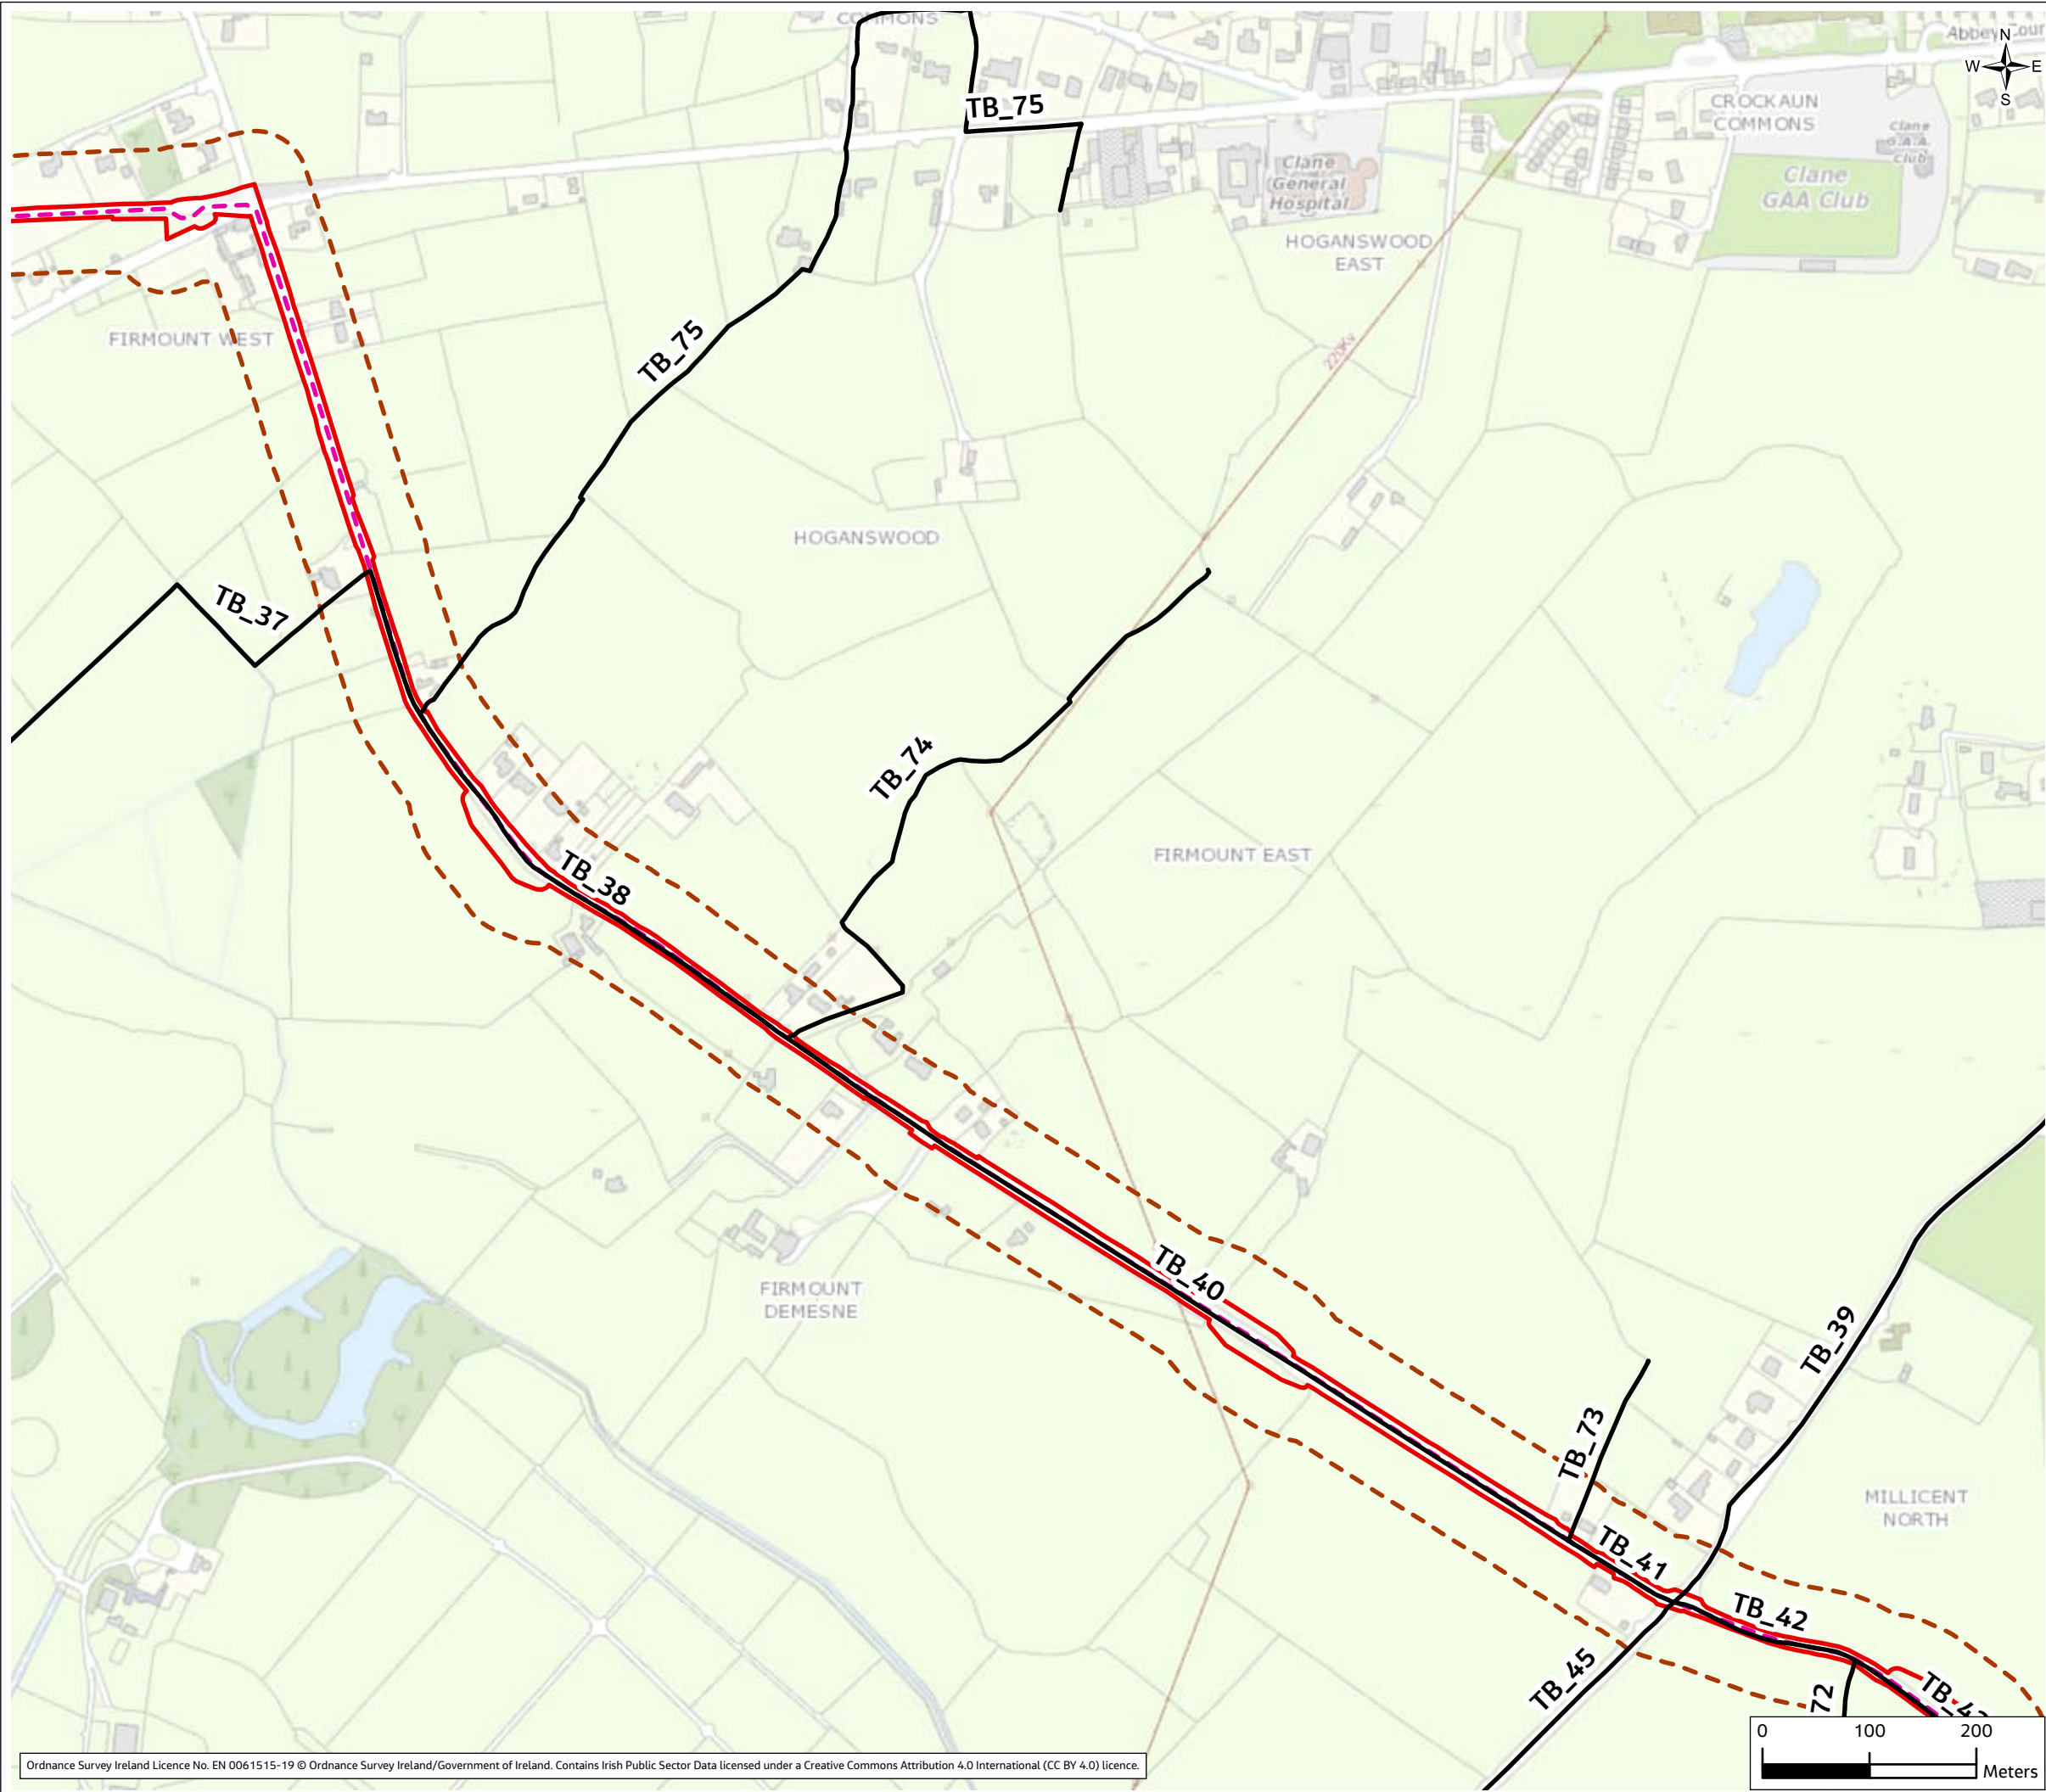 COMMONS
Abbey Cour
N
W E
S
TB_75
CROCKAUN
COMMONS
Clane
G.A.A.
Club
Clane
General
Hospital
Clane
GAA Club
HOGANSWOOD
EAST
FIRMOUNT WEST
TB_75
220Kv
HOGANSWOOD
TB_37
TB_74
FIRMOUNT EAST
TB_38
TB_40
FIRMOUNT
DEMESNE
TB_39
TB_73
MILLICENT
NORTH
TB_41
TB_42
TB_45
72
0 100 200
Meters
Ordnance Survey Ireland Licence No. EN 0061515-19 © Ordnance Survey Ireland/Government of Ireland. Contains Irish Public Sector Data licensed under a Creative Commons Attribution 4.0 International (CC BY 4.0) licence.